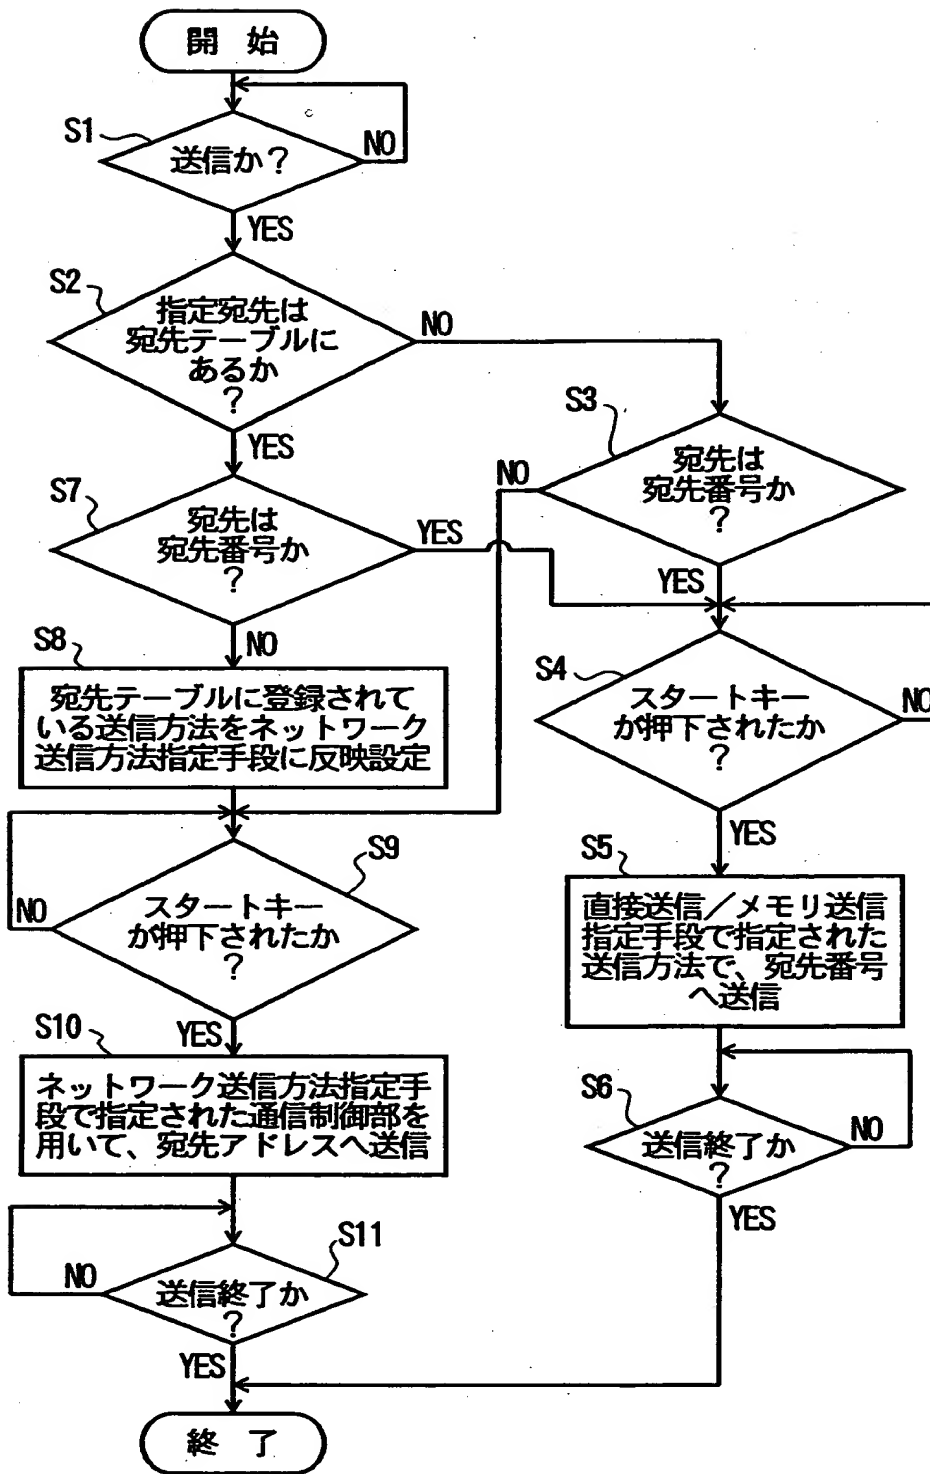 開 始
S1
送信か？
NO
YES
S2
指定宛先は
宛先テーブルに
あるか
？
NO
YES
S3
宛先は
宛先番号か
？
NO
YES
S7
宛先は
宛先番号か
？
YES
NO
S8
宛先テーブルに登録されて
いる送信方法をネットワーク
送信方法指定手段に反映設定
S4
スタートキー
が押下されたか
？
NO
YES
S9
スタートキー
が押下されたか
？
NO
YES
S5
直接送信／メモリ送信
指定手段で指定された
送信方法で、宛先番号
へ送信
S10
ネットワーク送信方法指定手
段で指定された通信制御部を
用いて、宛先アドレスへ送信
S6
送信終了か
？
NO
YES
S11
送信終了か
？
NO
YES
終 了